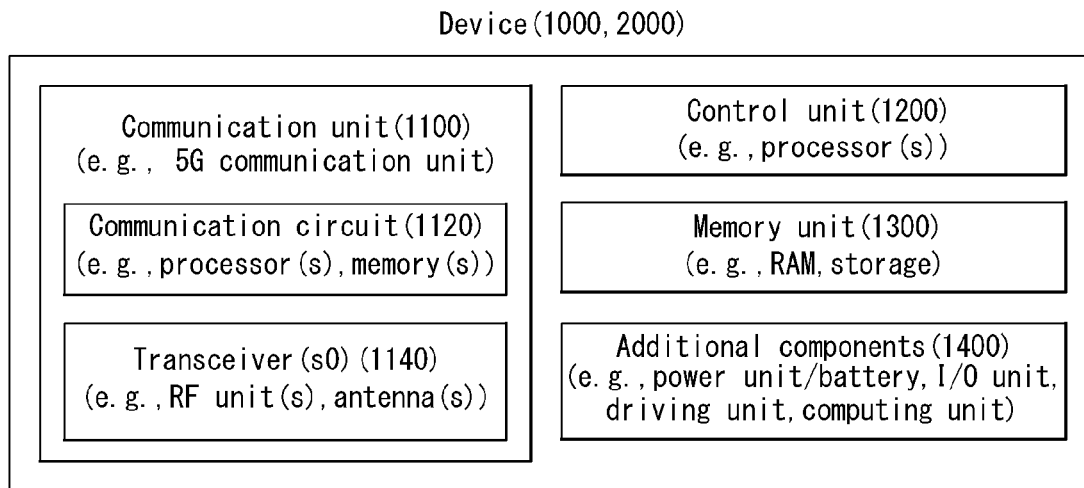 Device(1000,2000)
Communication unit(1100)
(e.g., 5G communication unit)
Communication circuit(1120)
(e.g.,processor(s),memory(s))
Transceiver(s0)(1140)
(e.g.,RF unit(s),antenna(s))
Control unit(1200)
(e.g.,processor(s))
Memory unit(1300)
(e.g.,RAM,storage)
Additional components(1400)
(e.g.,power unit/battery,I/O unit,
driving unit,computing unit)